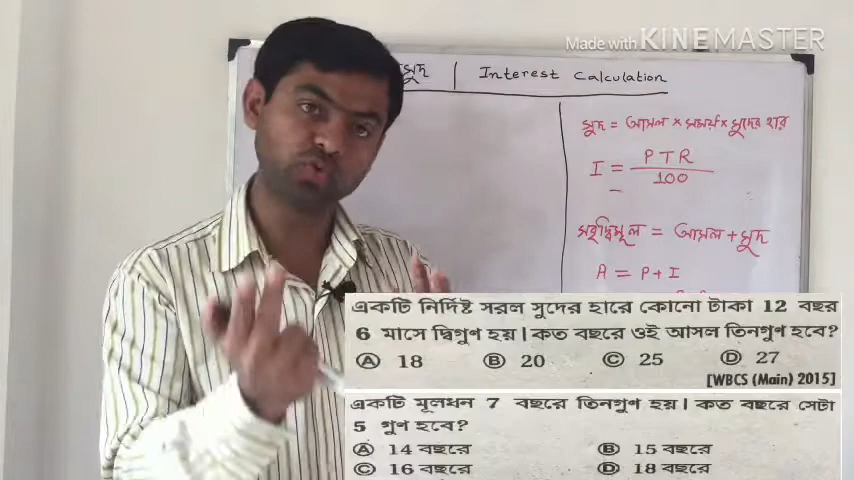 Made with KINEMASTER
সুদ | Interest Calculation
সুদ = আসল × সময় × সুদের হার
I = PTR
100
সবৃদ্ধিমূল = আসল + সুদ
A = P + I
একটি নির্দিষ্ট সরল সুদের হারে কোনো টাকা 12 বছর
6 মাসে দ্বিগুণ হয়। কত বছরে ওই আসল তিনগুণ হবে?
A 18 B 20 C 25 D 27
[WBCS (Main) 2015]
একটি মূলধন 7 বছরে তিনগুণ হয়। কত বছরে সেটা
5 গুণ হবে?
A 14 বছরে B 15 বছরে
C 16 বছরে D 18 বছরে